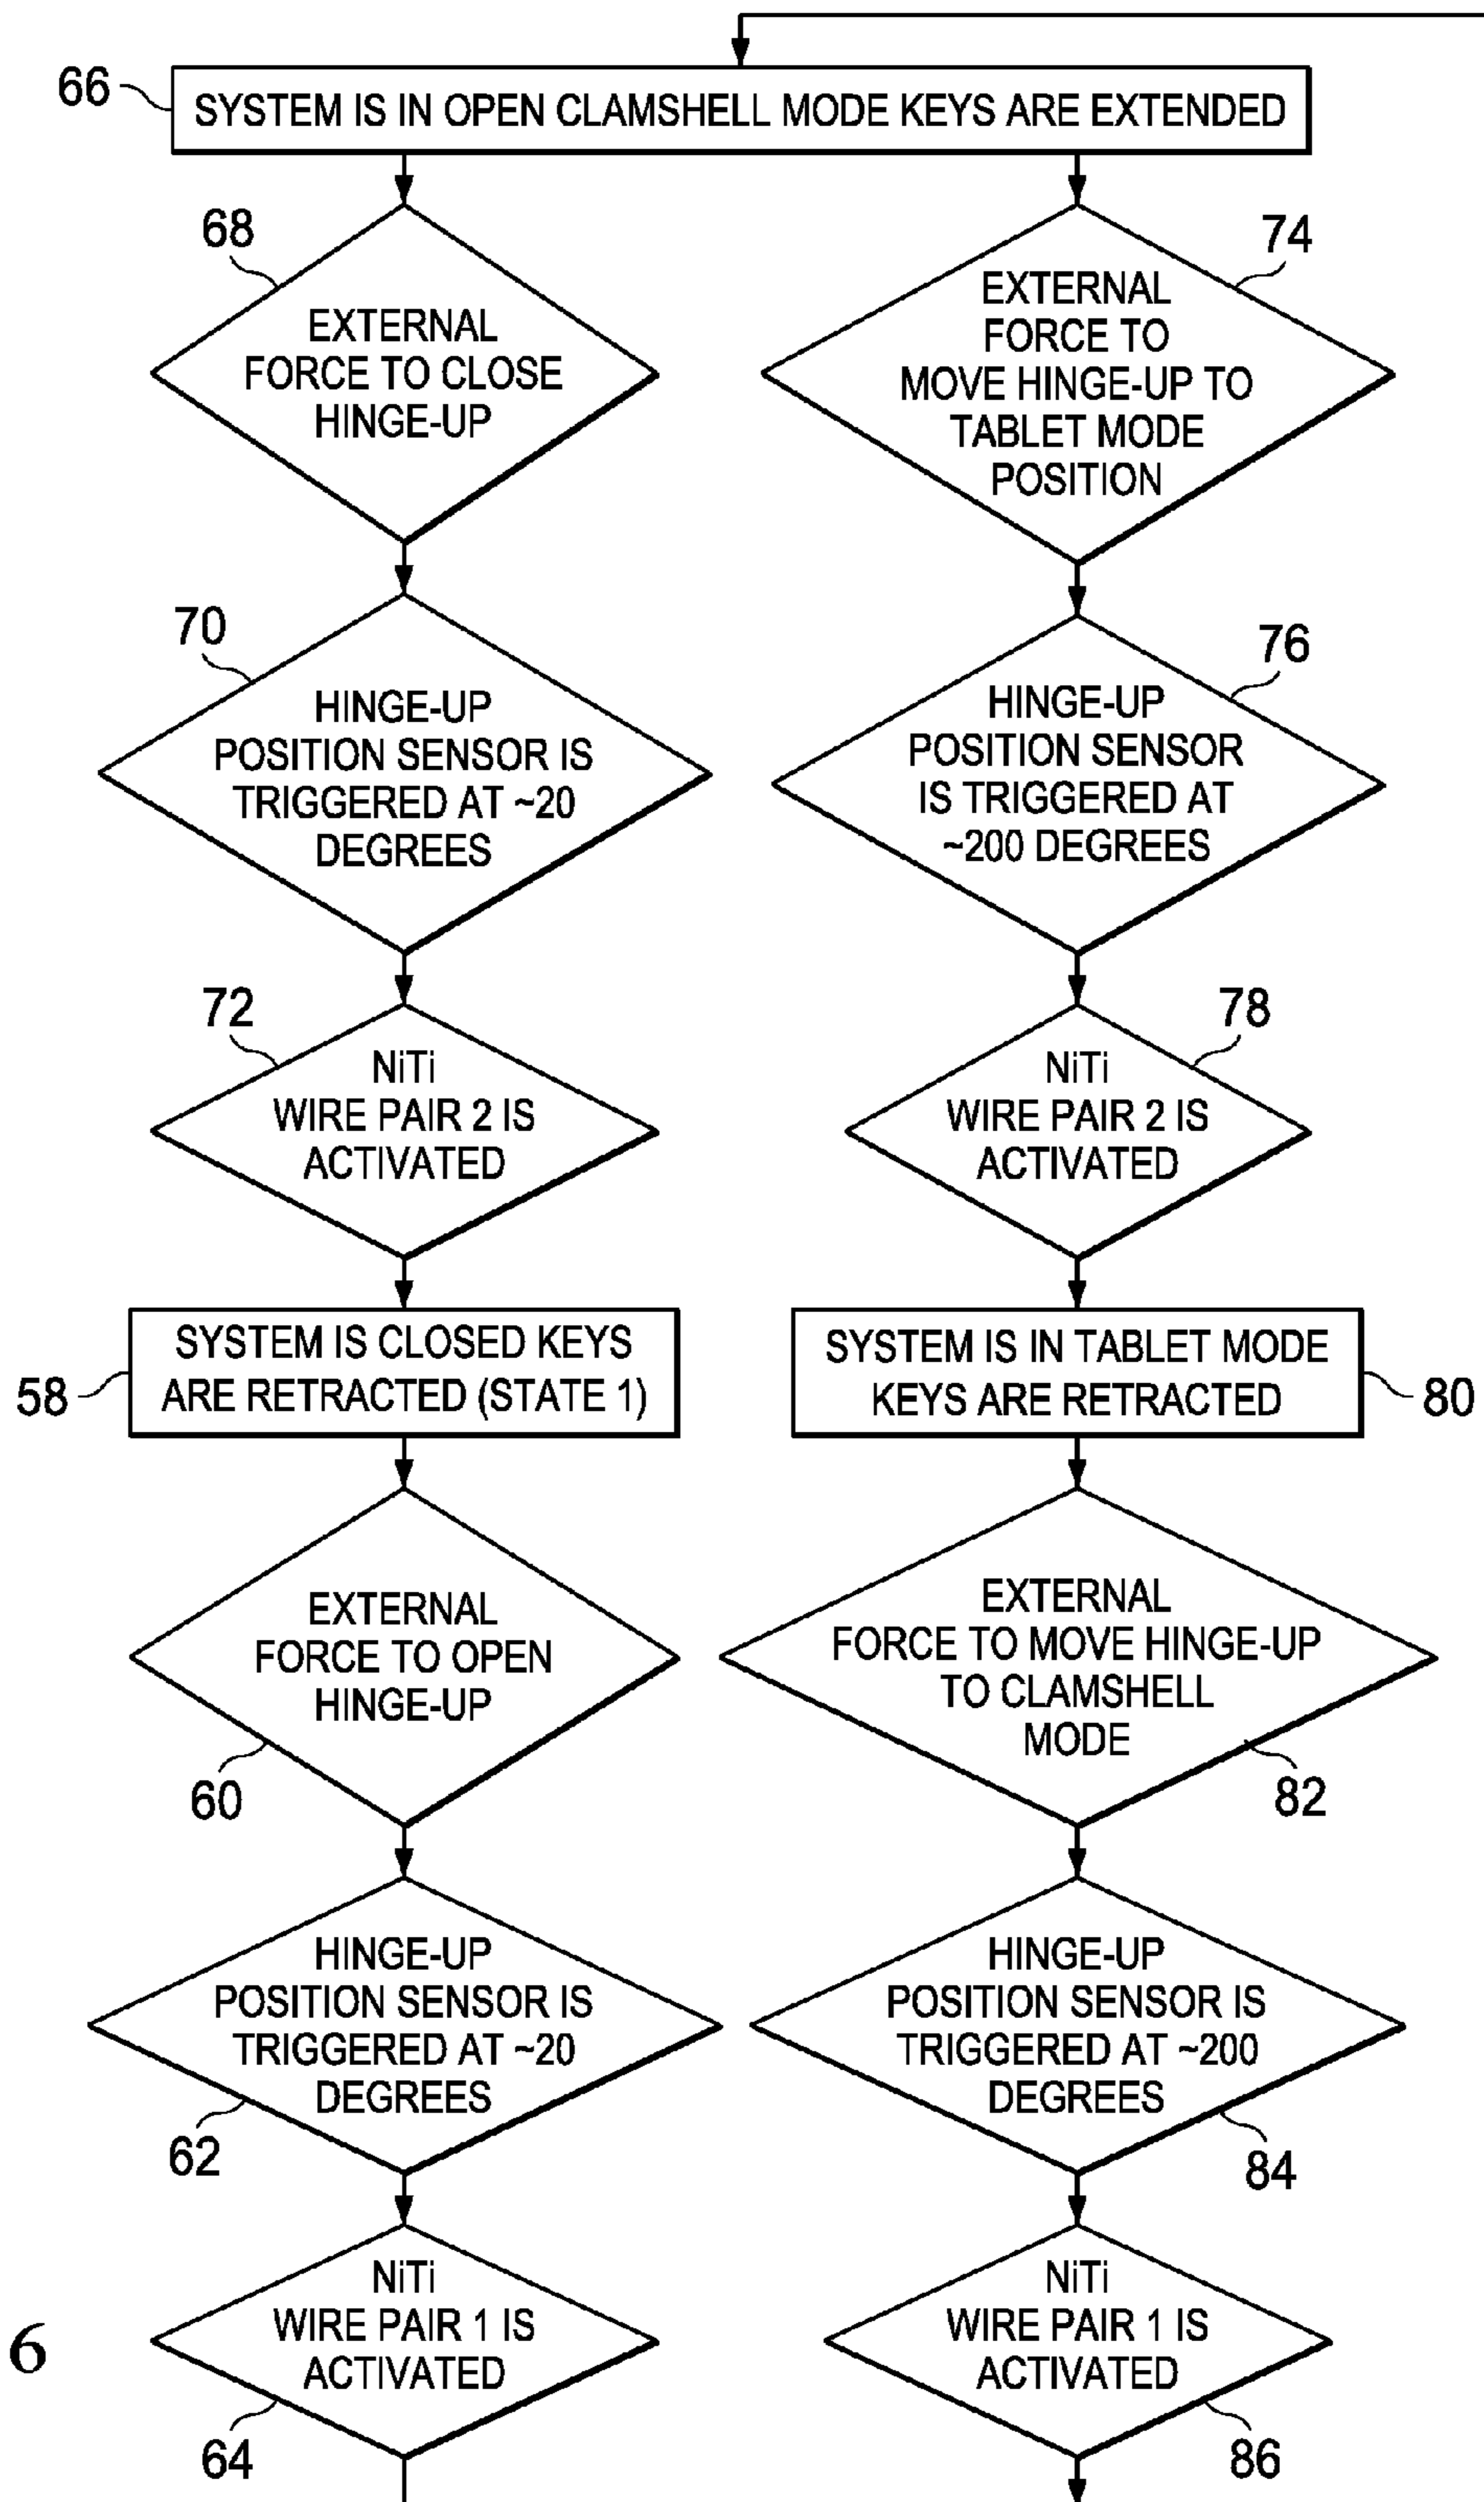 66
SYSTEM IS IN OPEN CLAMSHELL MODE KEYS ARE EXTENDED
68
EXTERNAL
FORCE TO CLOSE
HINGE-UP
70
HINGE-UP
POSITION SENSOR IS
TRIGGERED AT ~20
DEGREES
72
NiTi
WIRE PAIR 2 IS
ACTIVATED
58
SYSTEM IS CLOSED KEYS
ARE RETRACTED (STATE 1)
EXTERNAL
FORCE TO OPEN
HINGE-UP
60
HINGE-UP
POSITION SENSOR IS
TRIGGERED AT ~20
DEGREES
62
NiTi
WIRE PAIR 1 IS
ACTIVATED
64
74
EXTERNAL
FORCE TO
MOVE HINGE-UP TO
TABLET MODE
POSITION
76
HINGE-UP
POSITION SENSOR
IS TRIGGERED AT
~200 DEGREES
78
NiTi
WIRE PAIR 2 IS
ACTIVATED
SYSTEM IS IN TABLET MODE
KEYS ARE RETRACTED
80
EXTERNAL
FORCE TO MOVE HINGE-UP
TO CLAMSHELL
MODE
82
HINGE-UP
POSITION SENSOR IS
TRIGGERED AT ~200
DEGREES
84
NiTi
WIRE PAIR 1 IS
ACTIVATED
86
6